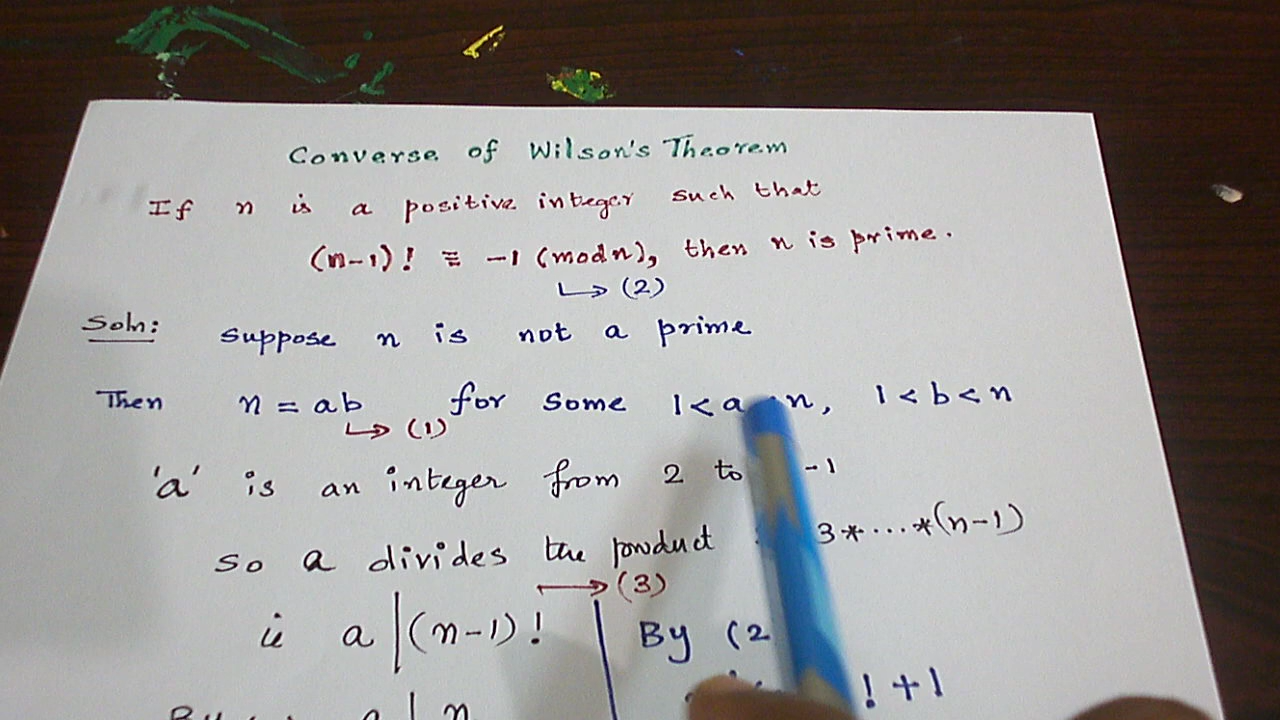 Converse of Wilson's Theorem
If n is a positive integer such that
(n-1)! ≡ -1 (mod n), then n is prime.
↳ (2)
Soln: Suppose n is not a prime
Then n = ab for some 1 < a n, 1 < b < n
↳ (1)
'a' is an integer from 2 to -1
So a divides the product 3*...*(n-1)
→ (3)
ie a | (n-1)! By (2
! + 1
a | n